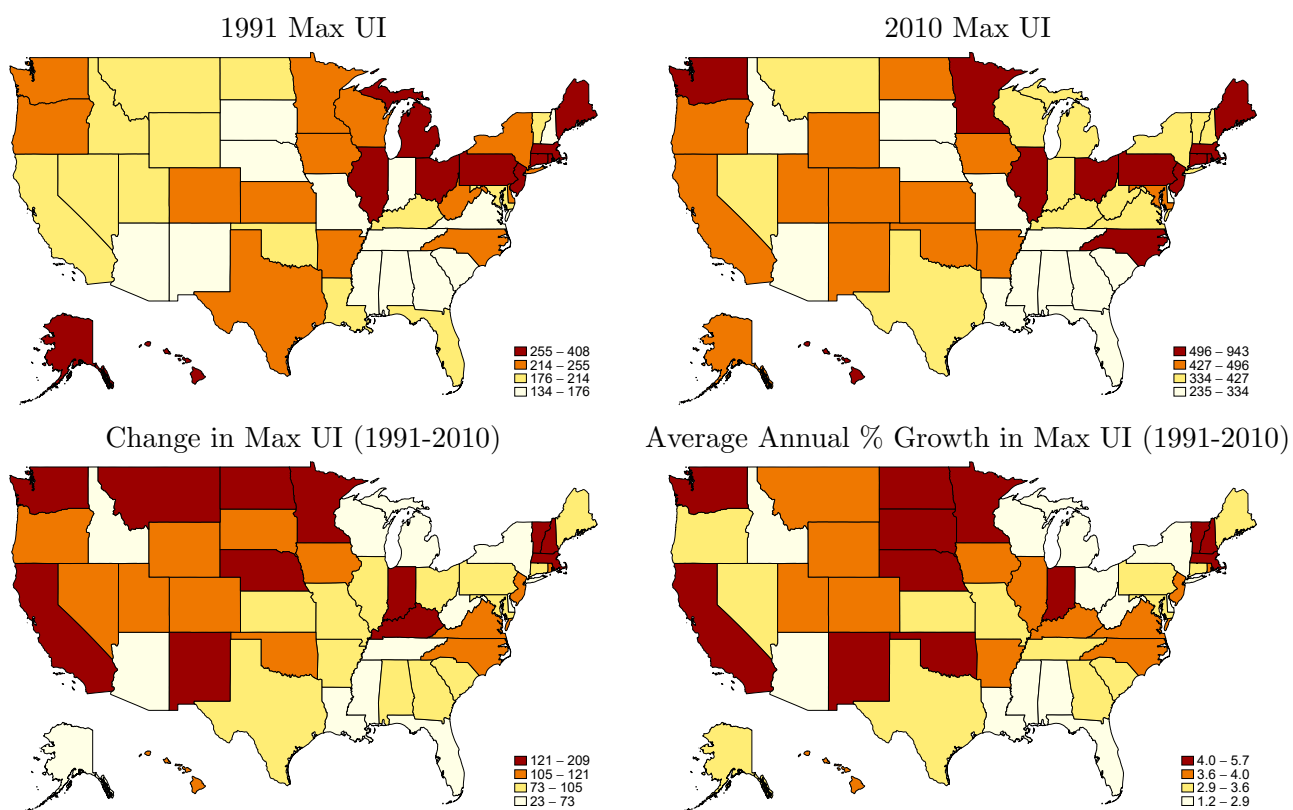 1991 Max UI
255 – 408
214 – 255
176 – 214
134 – 176
2010 Max UI
496 – 943
427 – 496
334 – 427
235 – 334
Change in Max UI (1991-2010)
121 – 209
105 – 121
73 – 105
23 – 73
Average Annual % Growth in Max UI (1991-2010)
4.0 – 5.7
3.6 – 4.0
2.9 – 3.6
1.2 – 2.9